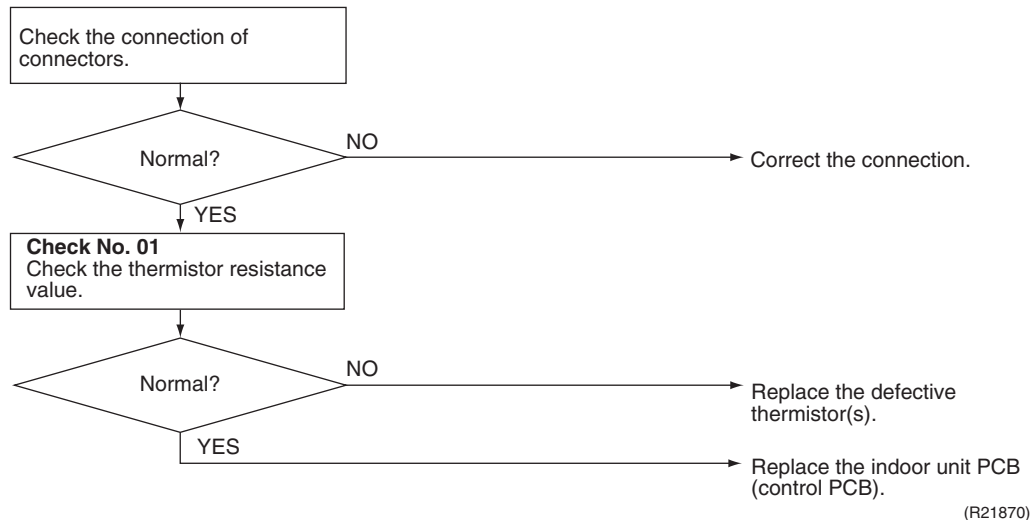 Check the connection of
connectors.
Normal?
NO
Correct the connection.
YES
Check No. 01
Check the thermistor resistance
value.
Normal?
NO
Replace the defective
thermistor(s).
YES
Replace the indoor unit PCB
(control PCB).
(R21870)